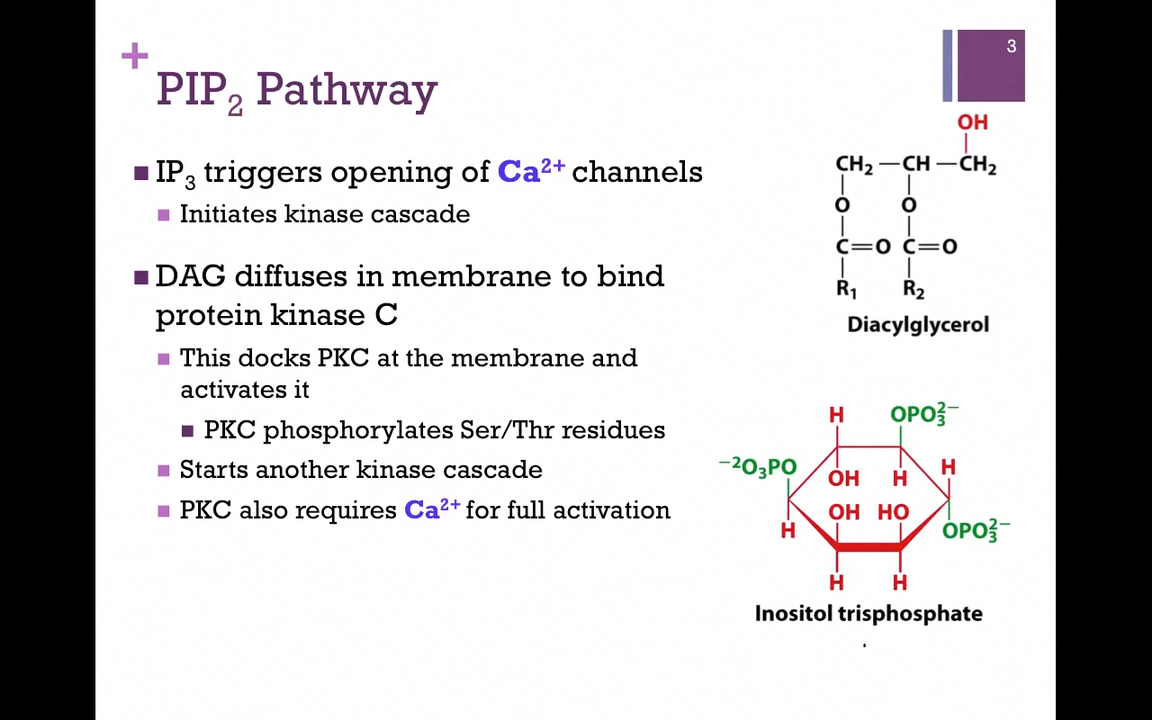 +
3
PIP₂ Pathway
IP₃ triggers opening of Ca²⁺ channels
Initiates kinase cascade
DAG diffuses in membrane to bind
protein kinase C
This docks PKC at the membrane and
activates it
PKC phosphorylates Ser/Thr residues
Starts another kinase cascade
PKC also requires Ca²⁺ for full activation
OH
CH₂ — CH — CH₂
O O
C=O C=O
R₁ R₂
Diacylglycerol
H OPO₃²⁻
⁻²O₃PO H
OH H
OH HO
H OPO₃²⁻
H H
Inositol trisphosphate